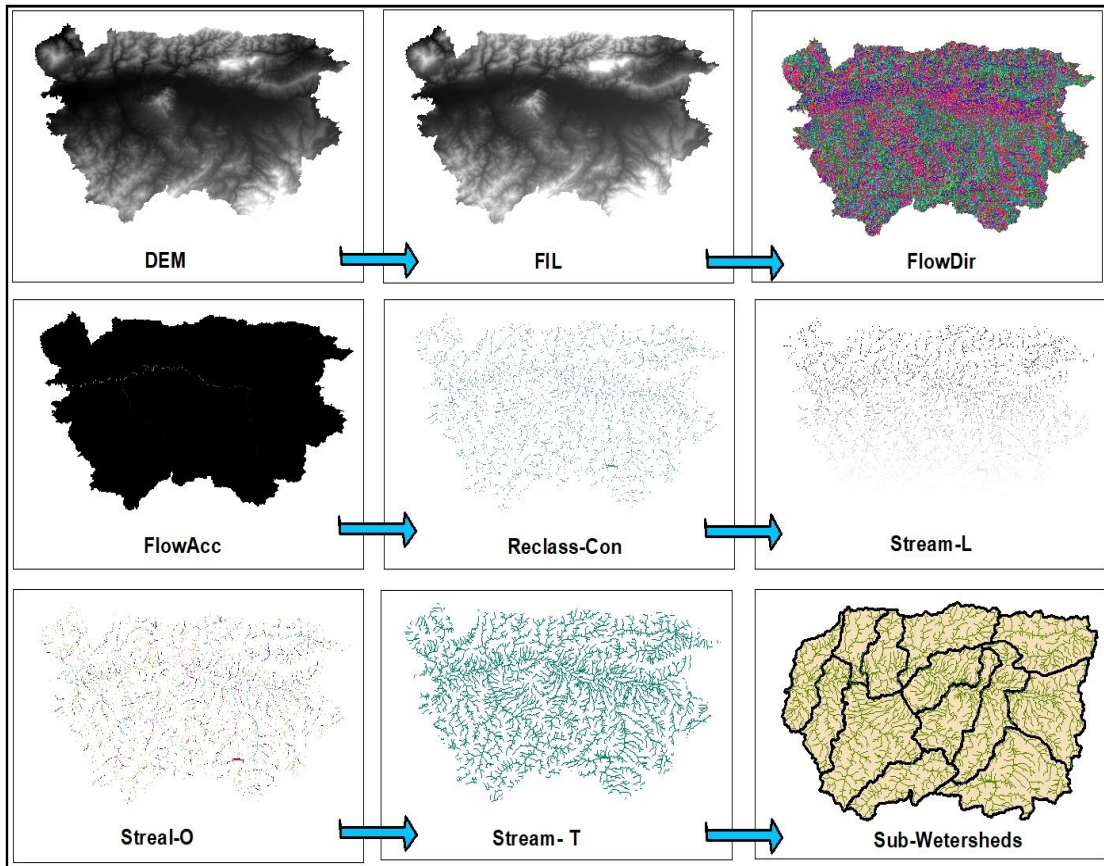 DEM
FIL
FlowDir
FlowAcc
Reclass-Con
Stream-L
Streal-O
Stream- T
Sub-Wetersheds